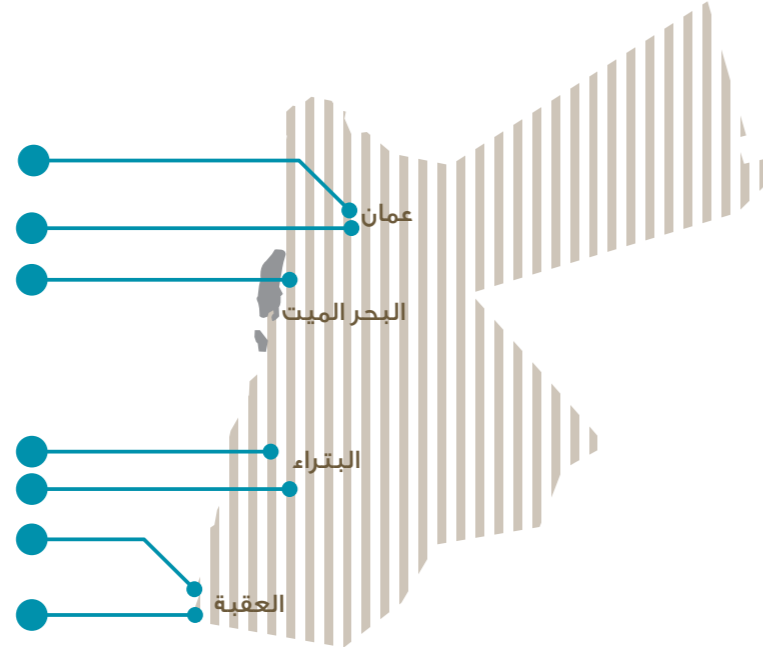 عمان
البحر الميت
البتراء
العقبة